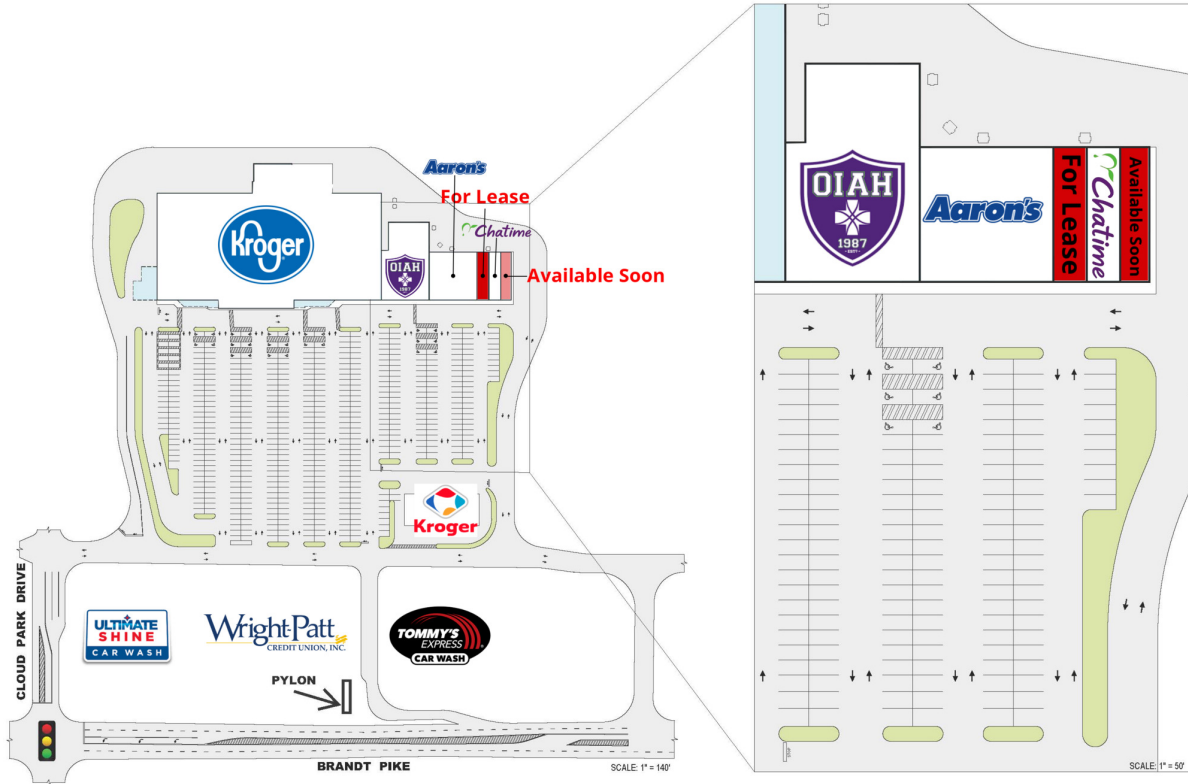 Aaron's
For Lease
Chatime
Kroger
OIAH
1987
Available Soon
Kroger
ULTIMATE
SHINE
CAR WASH
Wright-Patt
CREDIT UNION, INC.
TOMMY'S
EXPRESS
CAR WASH
PYLON
CLOUD PARK DRIVE
BRANDT PIKE
SCALE: 1" = 140'
OIAH
1987
Aaron's
For Lease
Chatime
Available Soon
SCALE: 1" = 50'